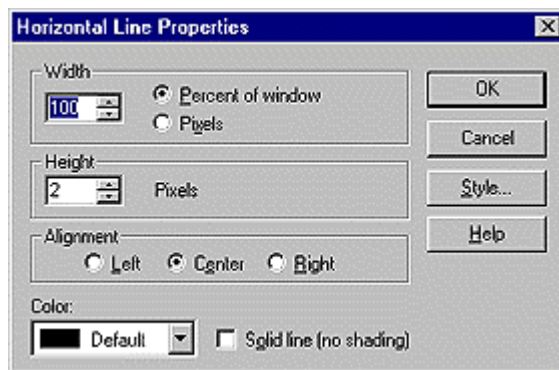 Horizontal Line Properties
Width
100
Percent of window
Pixels
OK
Cancel
Height
2
Pixels
Style...
Help
Alignment
Left
Center
Right
Color:
Default
Solid line (no shading)